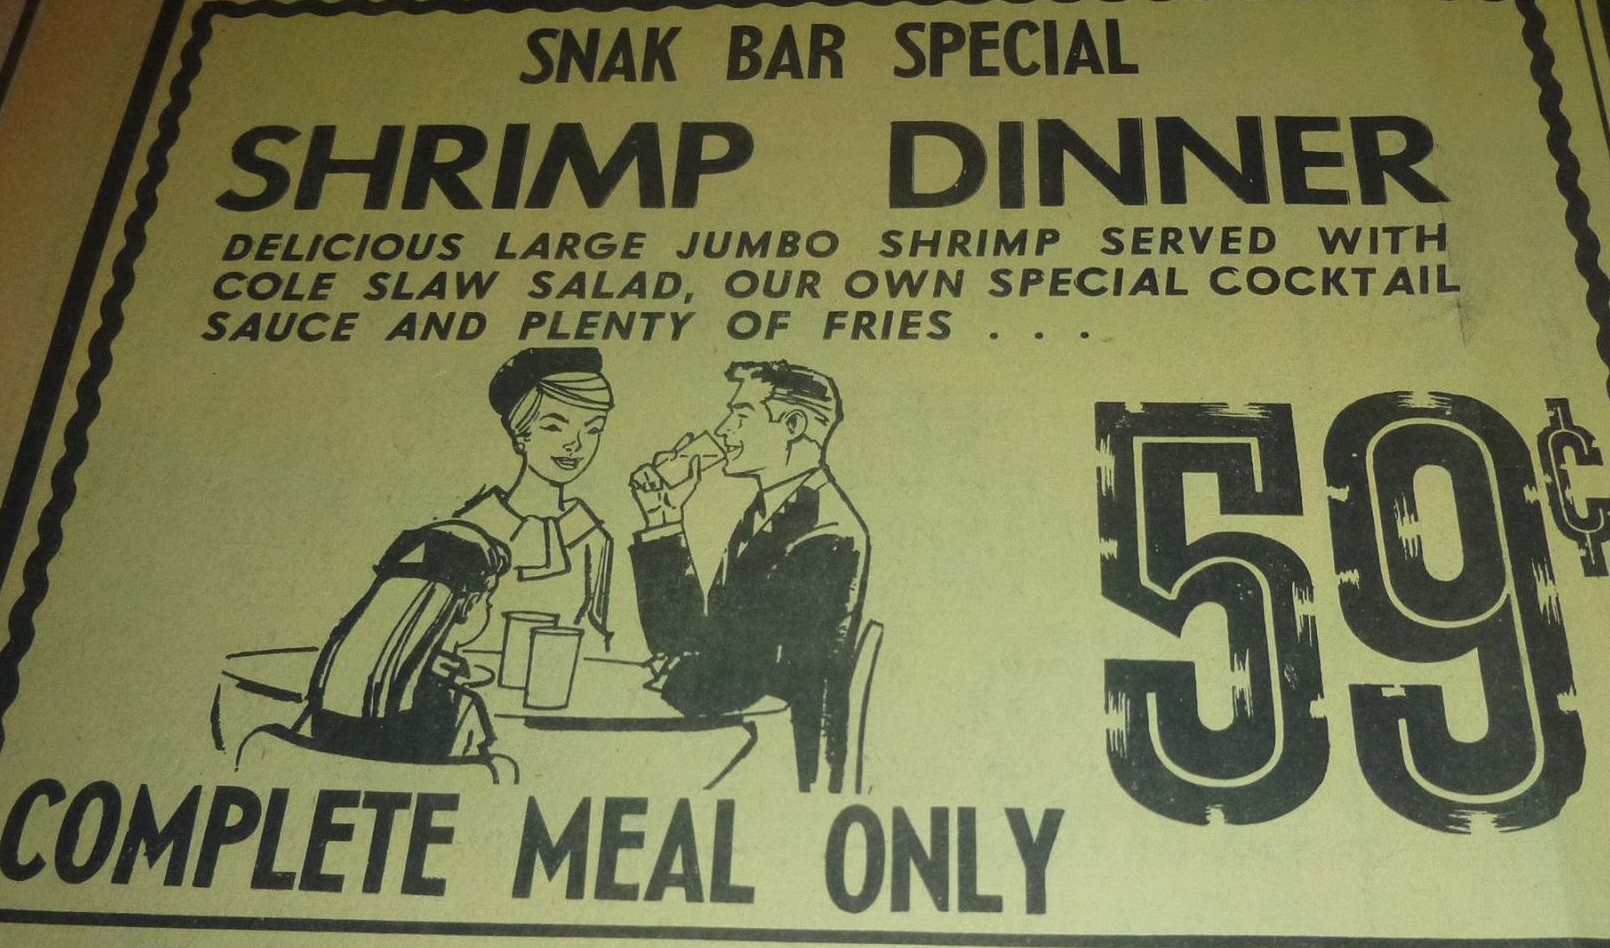 SNAK BAR SPECIAL
SHRIMP DINNER
DELICIOUS LARGE JUMBO SHRIMP SERVED WITH
COLE SLAW SALAD, OUR OWN SPECIAL COCKTAIL
SAUCE AND PLENTY OF FRIES . . .
59¢
COMPLETE MEAL ONLY